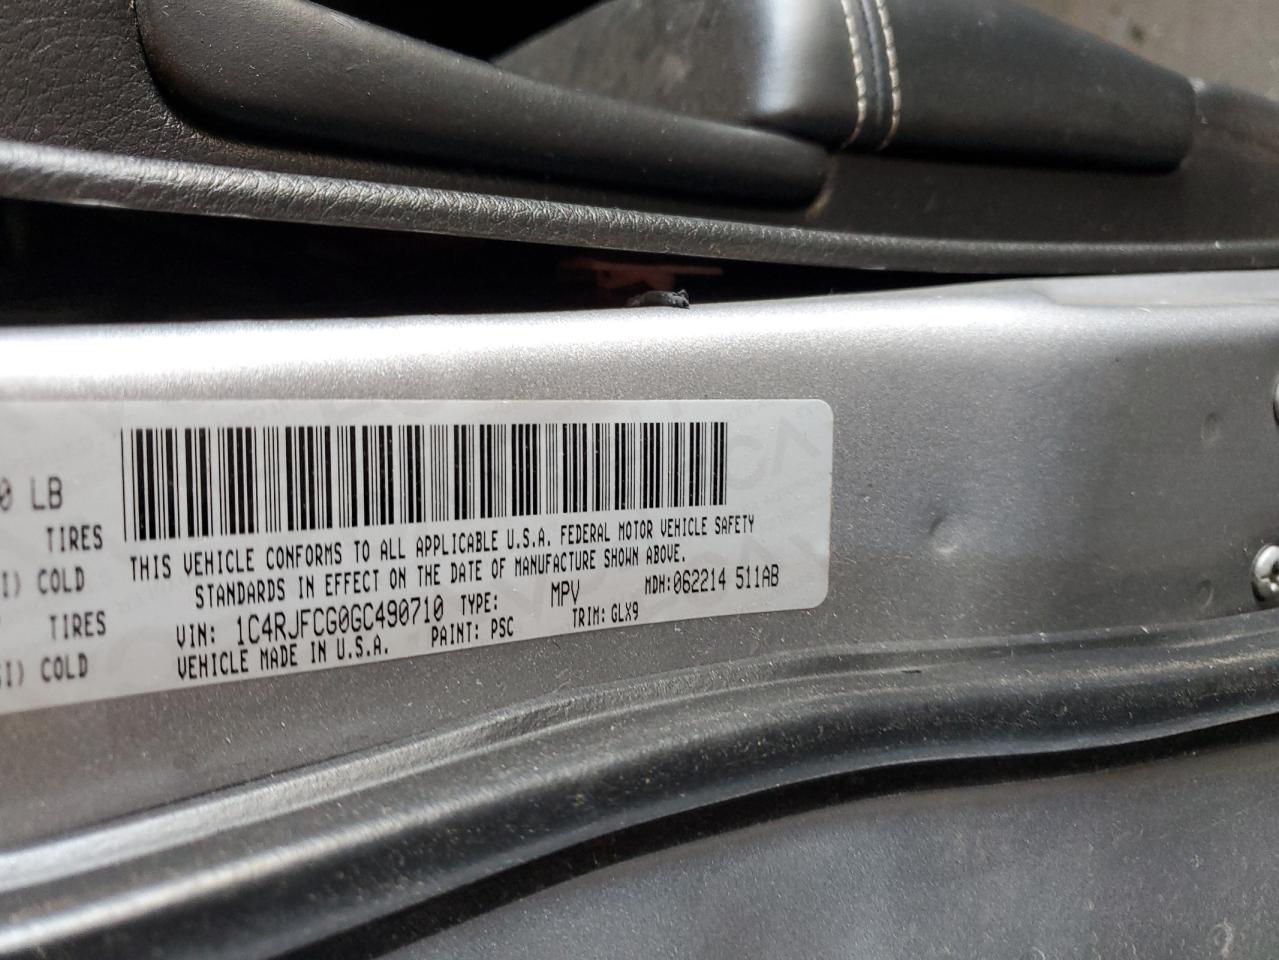 0 LB
TIRES
I) COLD
TIRES
SI) COLD
THIS VEHICLE CONFORMS TO ALL APPLICABLE U.S.A. FEDERAL MOTOR VEHICLE SAFETY
STANDARDS IN EFFECT ON THE DATE OF MANUFACTURE SHOWN ABOVE.
VIN: 1C4RJFCG0GC490710 TYPE: MPV MDH:062214 511AB
VEHICLE MADE IN U.S.A. PAINT: PSC TRIM: GLX9